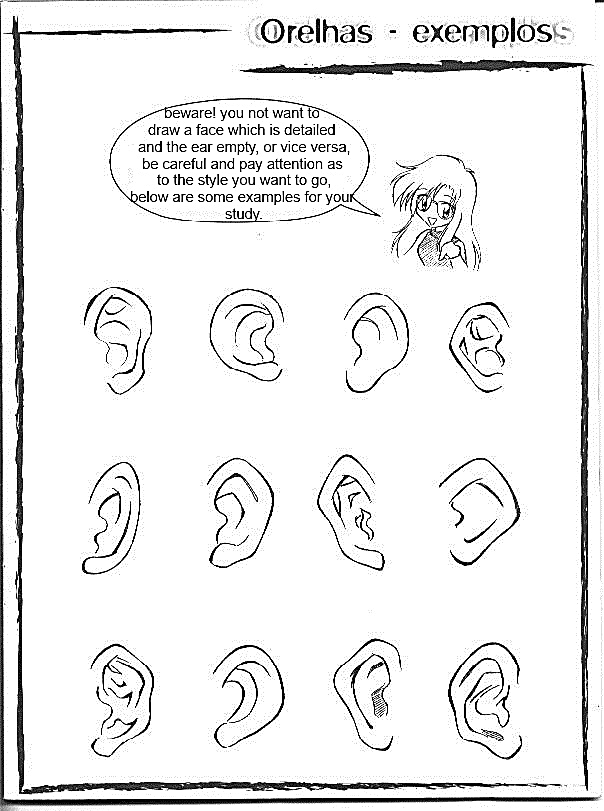 Orelhas - exemplos
beware! you not want to
draw a face which is detailed
and the ear empty, or vice versa,
be careful and pay attention as
to the style you want to go,
below are some examples for your
study.